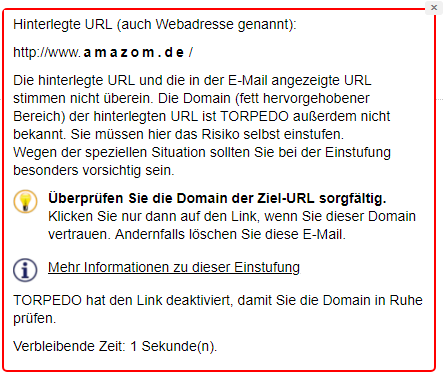 Hinterlegte URL (auch Webadresse genannt):
http://www. amazom.de /
Die hinterlegte URL und die in der E-Mail angezeigte URL
stimmen nicht überein. Die Domain (fett hervorgehobener
Bereich) der hinterlegten URL ist TORPEDO außerdem nicht
bekannt. Sie müssen hier das Risiko selbst einstufen.
Wegen der speziellen Situation sollten Sie bei der Einstufung
besonders vorsichtig sein.
Überprüfen Sie die Domain der Ziel-URL sorgfältig.
Klicken Sie nur dann auf den Link, wenn Sie dieser Domain
vertrauen. Andernfalls löschen Sie diese E-Mail.
Mehr Informationen zu dieser Einstufung
TORPEDO hat den Link deaktiviert, damit Sie die Domain in Ruhe
prüfen.
Verbleibende Zeit: 1 Sekunde(n).